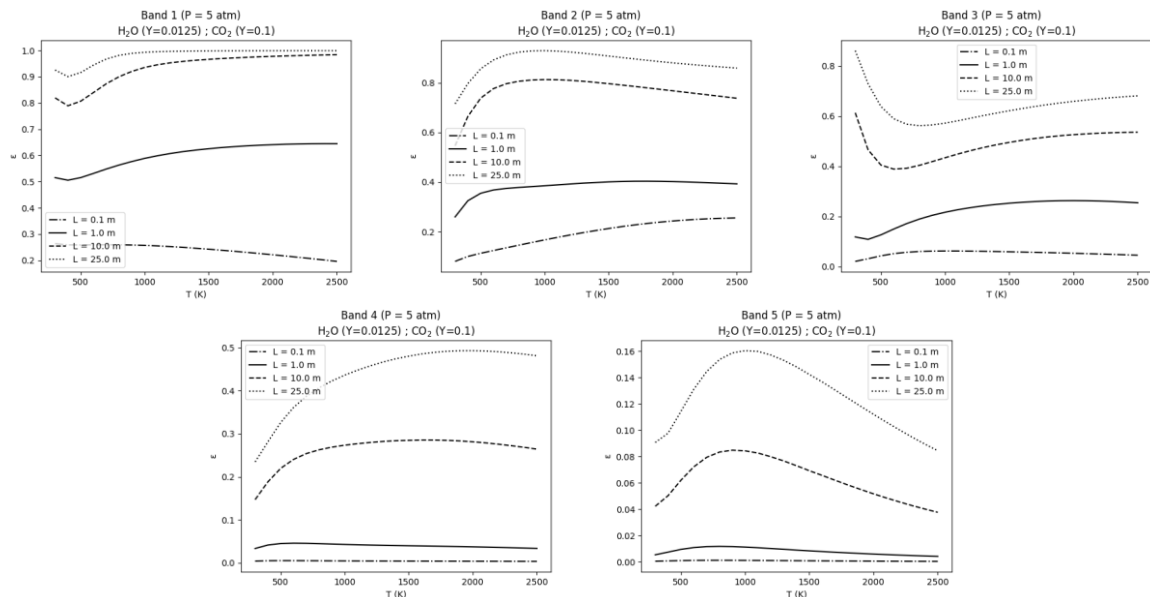 Band 1 (P = 5 atm)
H₂O (Y=0.0125) ; CO₂ (Y=0.1)
1.0
0.9
0.8
0.7
0.6
0.5
0.4
0.3
0.2
ε
L = 0.1 m
L = 1.0 m
L = 10.0 m
L = 25.0 m
500 1000 1500 2000 2500
T (K)
Band 2 (P = 5 atm)
H₂O (Y=0.0125) ; CO₂ (Y=0.1)
0.8
0.6
0.4
0.2
0.0
ε
L = 0.1 m
L = 1.0 m
L = 10.0 m
L = 25.0 m
500 1000 1500 2000 2500
T (K)
Band 3 (P = 5 atm)
H₂O (Y=0.0125) ; CO₂ (Y=0.1)
0.8
0.6
0.4
0.2
0.0
ε
L = 0.1 m
L = 1.0 m
L = 10.0 m
L = 25.0 m
500 1000 1500 2000 2500
T (K)
Band 4 (P = 5 atm)
H₂O (Y=0.0125) ; CO₂ (Y=0.1)
0.5
0.4
0.3
0.2
0.1
0.0
ε
L = 0.1 m
L = 1.0 m
L = 10.0 m
L = 25.0 m
500 1000 1500 2000 2500
T (K)
Band 5 (P = 5 atm)
H₂O (Y=0.0125) ; CO₂ (Y=0.1)
0.16
0.14
0.12
0.10
0.08
0.06
0.04
0.02
0.00
ε
L = 0.1 m
L = 1.0 m
L = 10.0 m
L = 25.0 m
500 1000 1500 2000 2500
T (K)